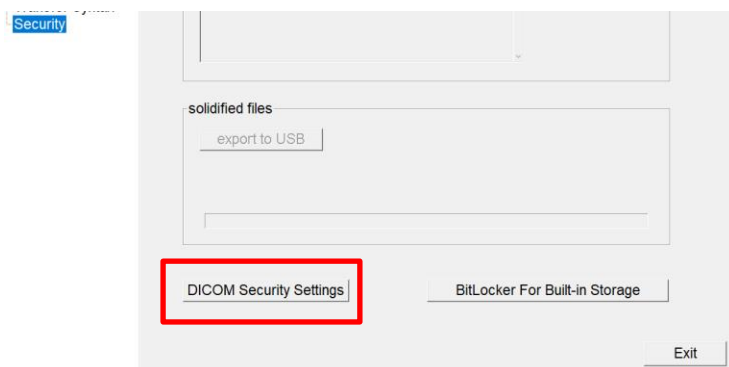 Security
solidified files
export to USB
DICOM Security Settings
BitLocker For Built-in Storage
Exit